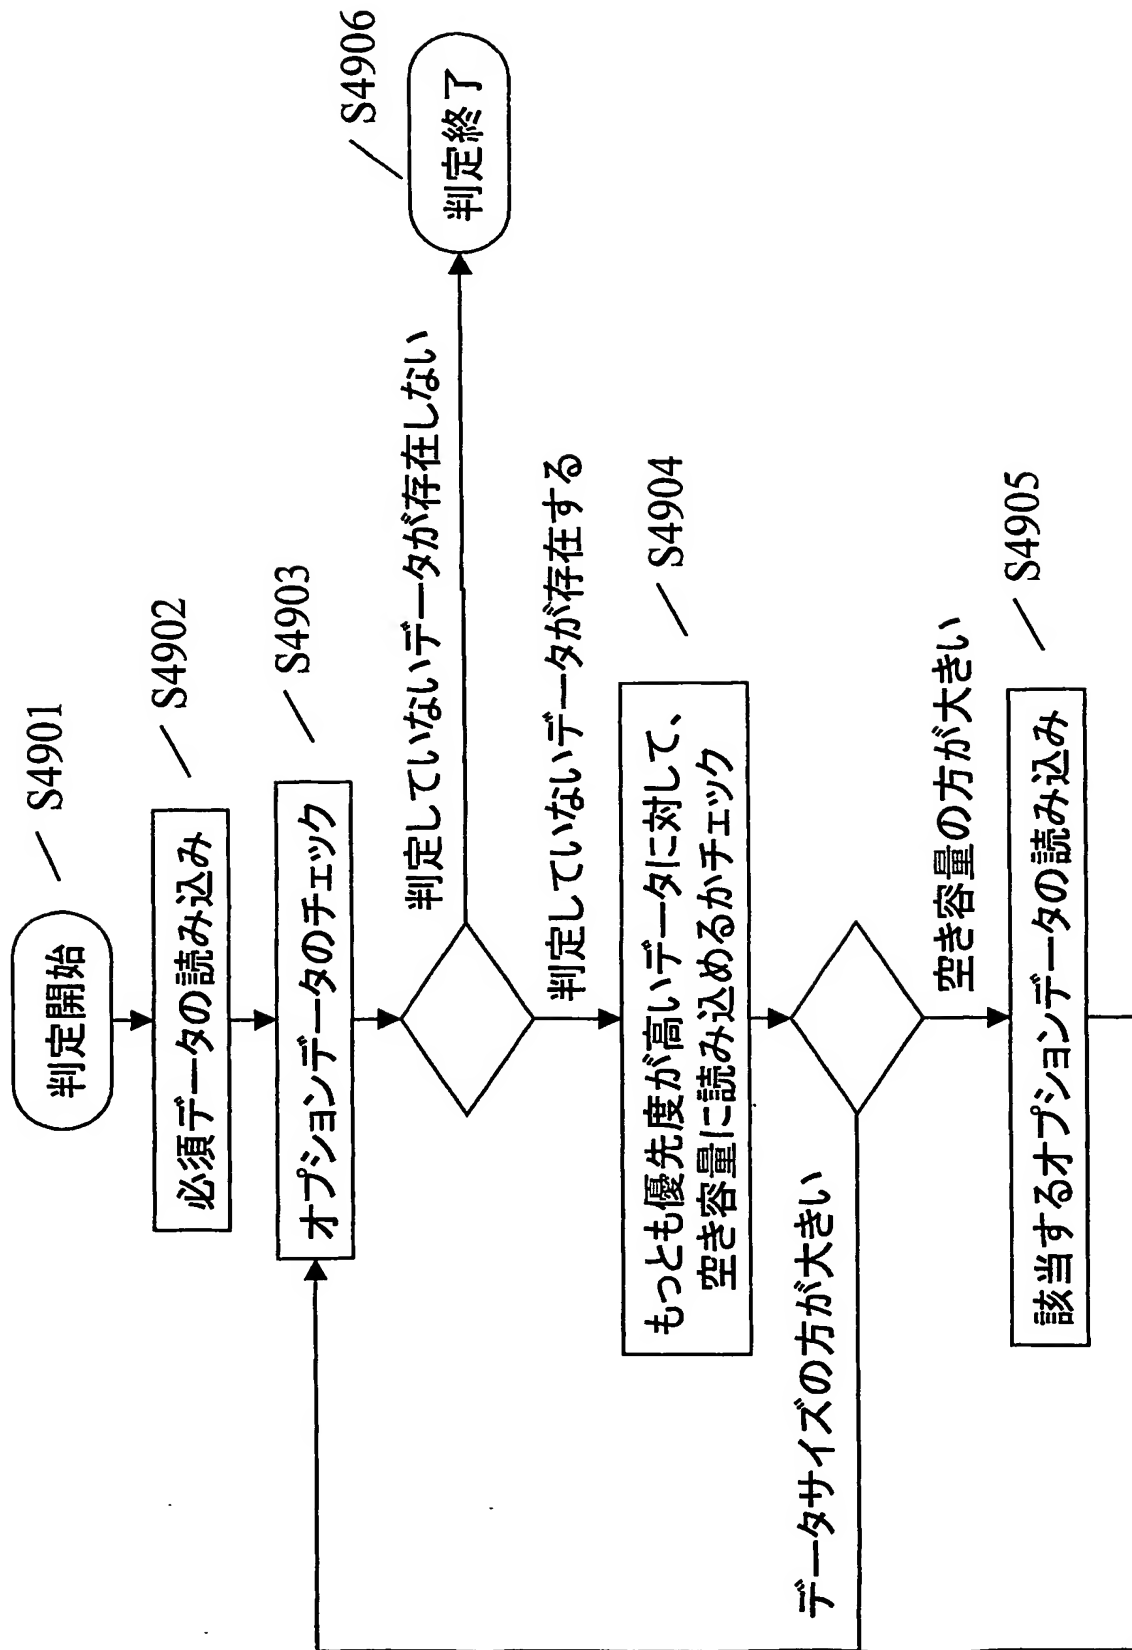 S4901
判定開始
S4902
必須データの読み込み
S4903
オプションデータのチェック
判定していないデータが存在しない
S4906
判定終了
判定していないデータが存在する
S4904
もっとも優先度が高いデータに対して、
空き容量に読み込めるかチェック
データサイズの方が大きい
空き容量の方が大きい
S4905
該当するオプションデータの読み込み